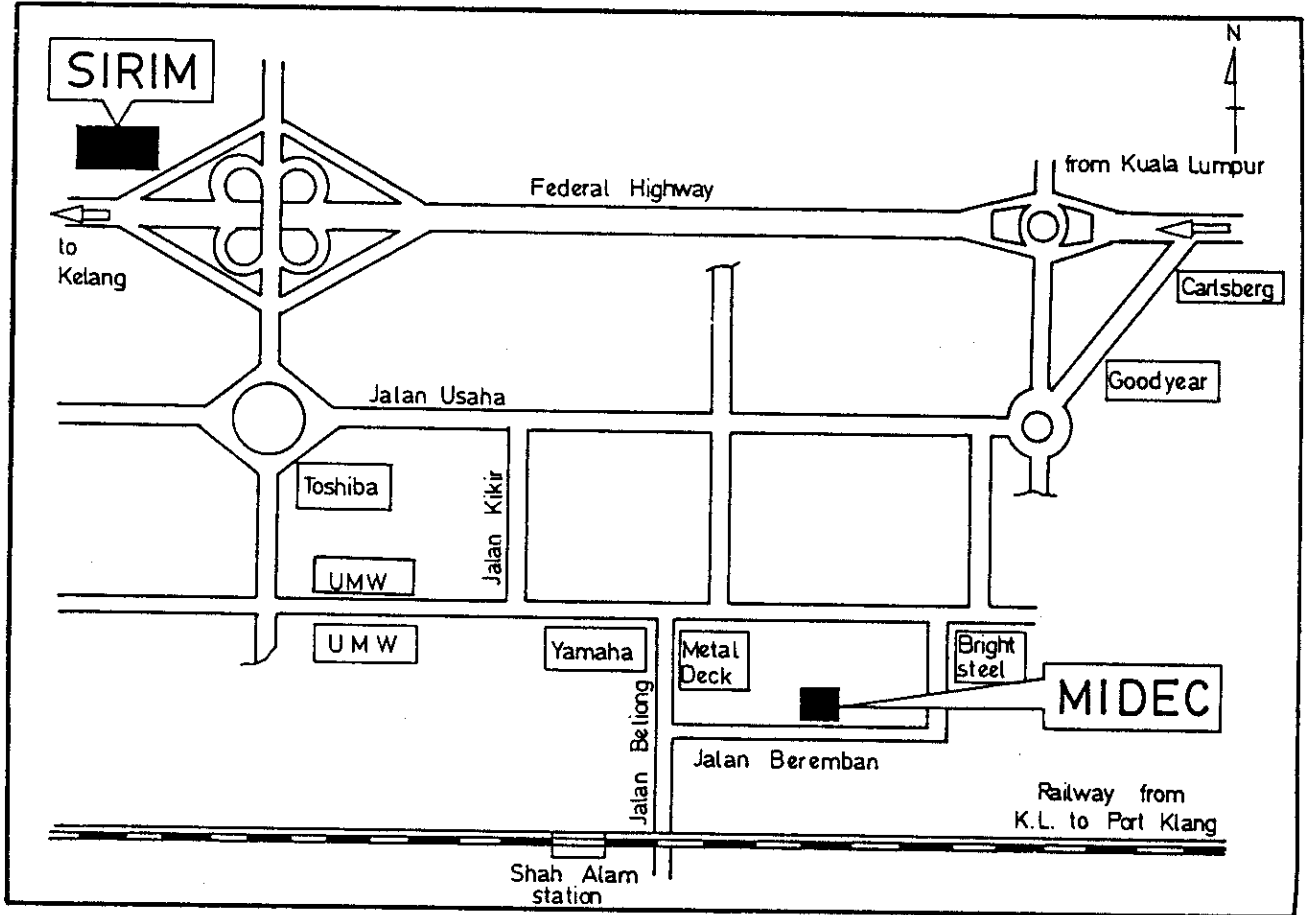 SIRIM
N
from Kuala Lumpur
Federal Highway
to
Kelang
Carlsberg
Goodyear
Jalan Usaha
Toshiba
Jalan Kikir
UMW
UMW
Yamaha
Metal
Deck
Bright
steel
MIDEC
Jalan Beliong
Jalan Beremban
Railway from
K.L. to Port Klang
Shah Alam
station